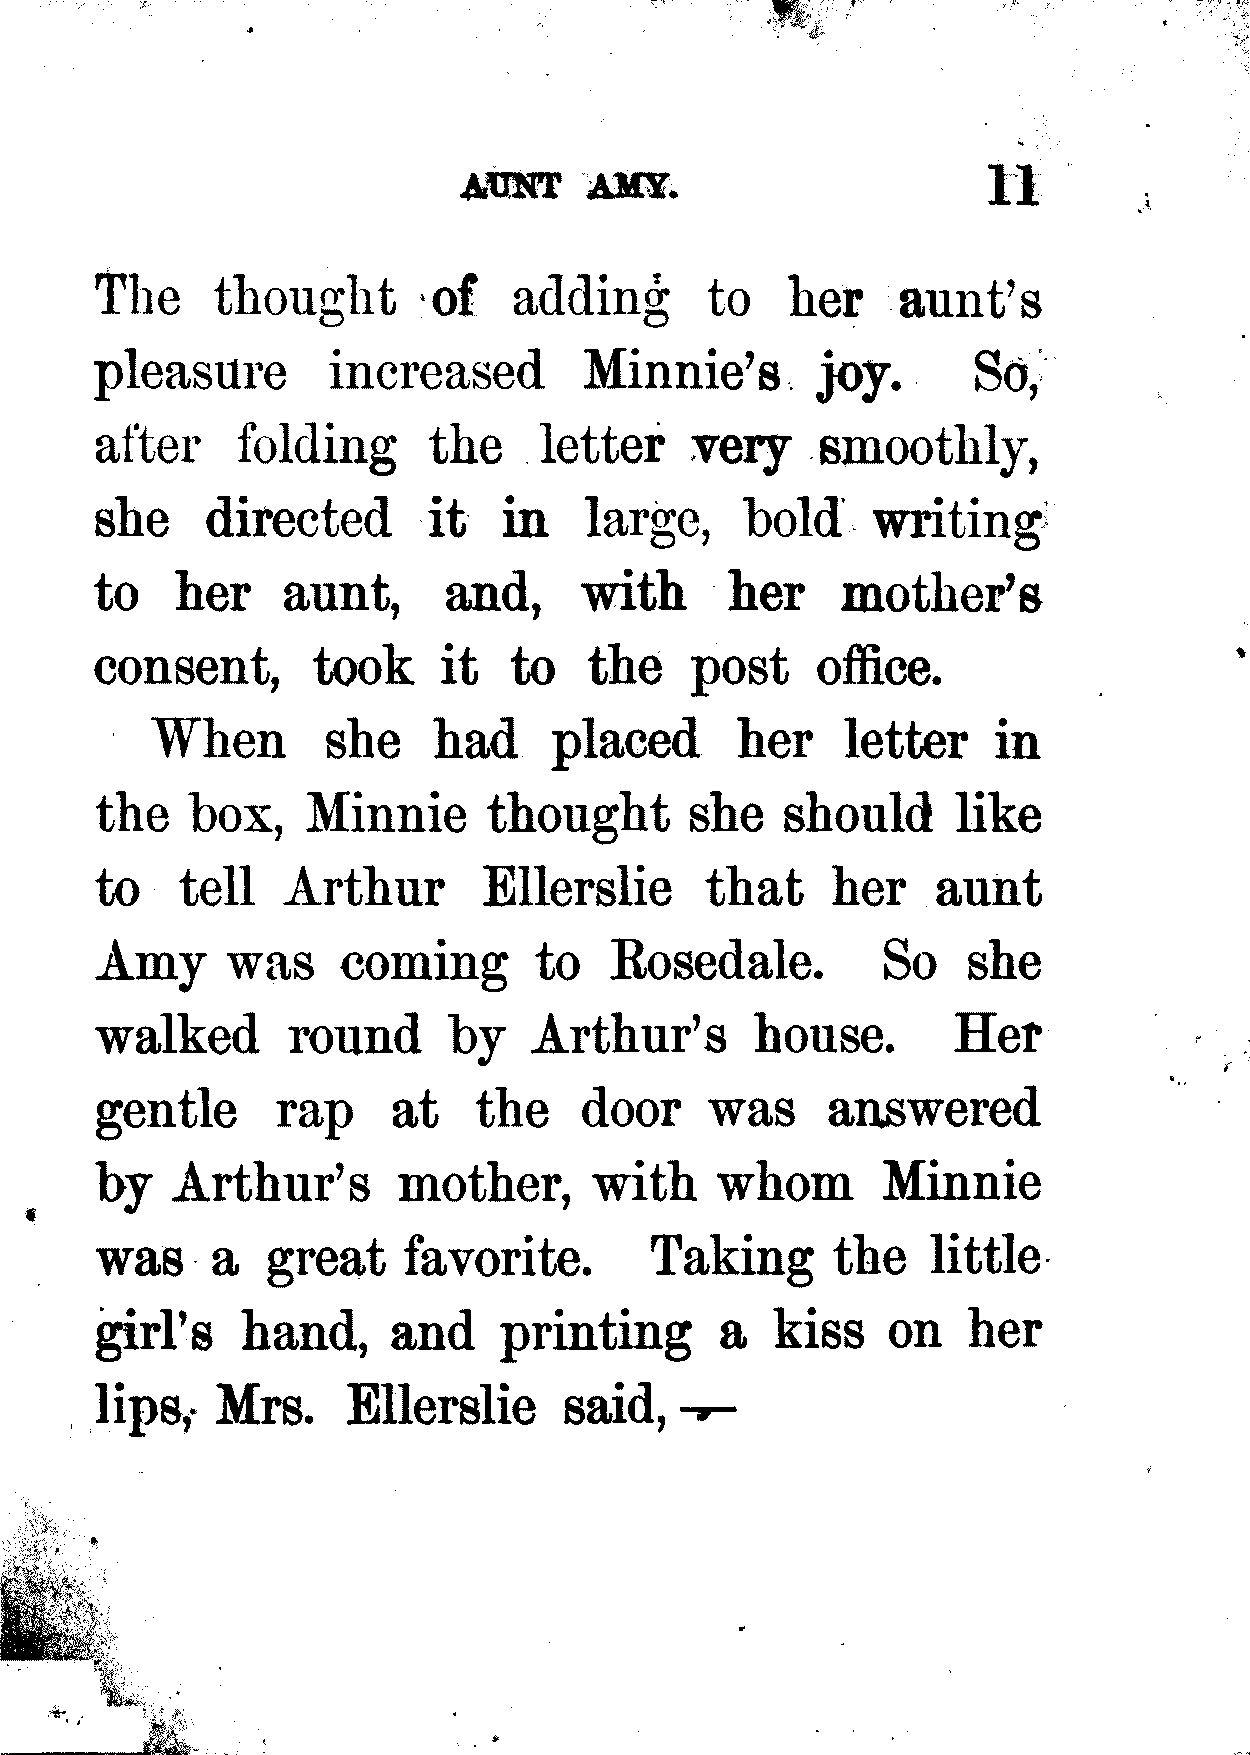 AUNT AMY. 11
The thought of adding to her aunt's
pleasure increased Minnie's joy. So,
after folding the letter very smoothly,
she directed it in large, bold writing
to her aunt, and, with her mother's
consent, took it to the post office.
When she had placed her letter in
the box, Minnie thought she should like
to tell Arthur Ellerslie that her aunt
Amy was coming to Rosedale. So she
walked round by Arthur's house. Her
gentle rap at the door was answered
by Arthur's mother, with whom Minnie
was a great favorite. Taking the little
girl's hand, and printing a kiss on her
lips, Mrs. Ellerslie said, —